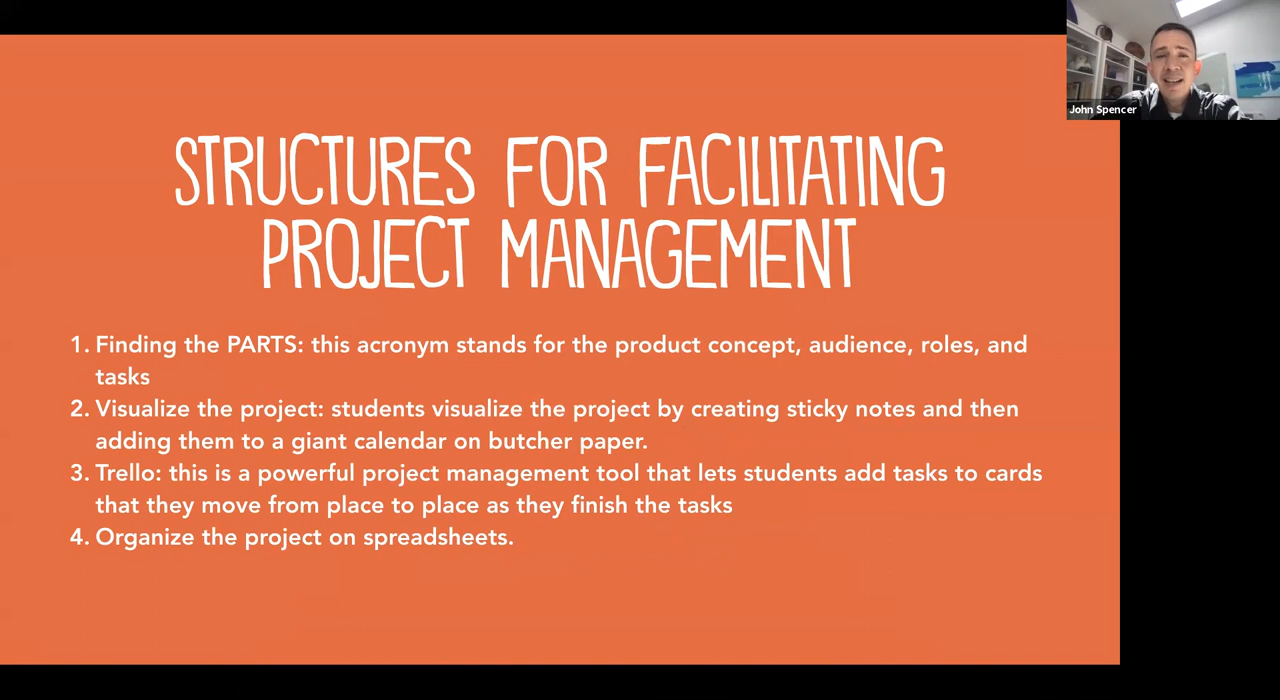 John Spencer
STRUCTURES FOR FACILITATING
PROJECT MANAGEMENT
1. Finding the PARTS: this acronym stands for the product concept, audience, roles, and
tasks
2. Visualize the project: students visualize the project by creating sticky notes and then
adding them to a giant calendar on butcher paper.
3. Trello: this is a powerful project management tool that lets students add tasks to cards
that they move from place to place as they finish the tasks
4. Organize the project on spreadsheets.